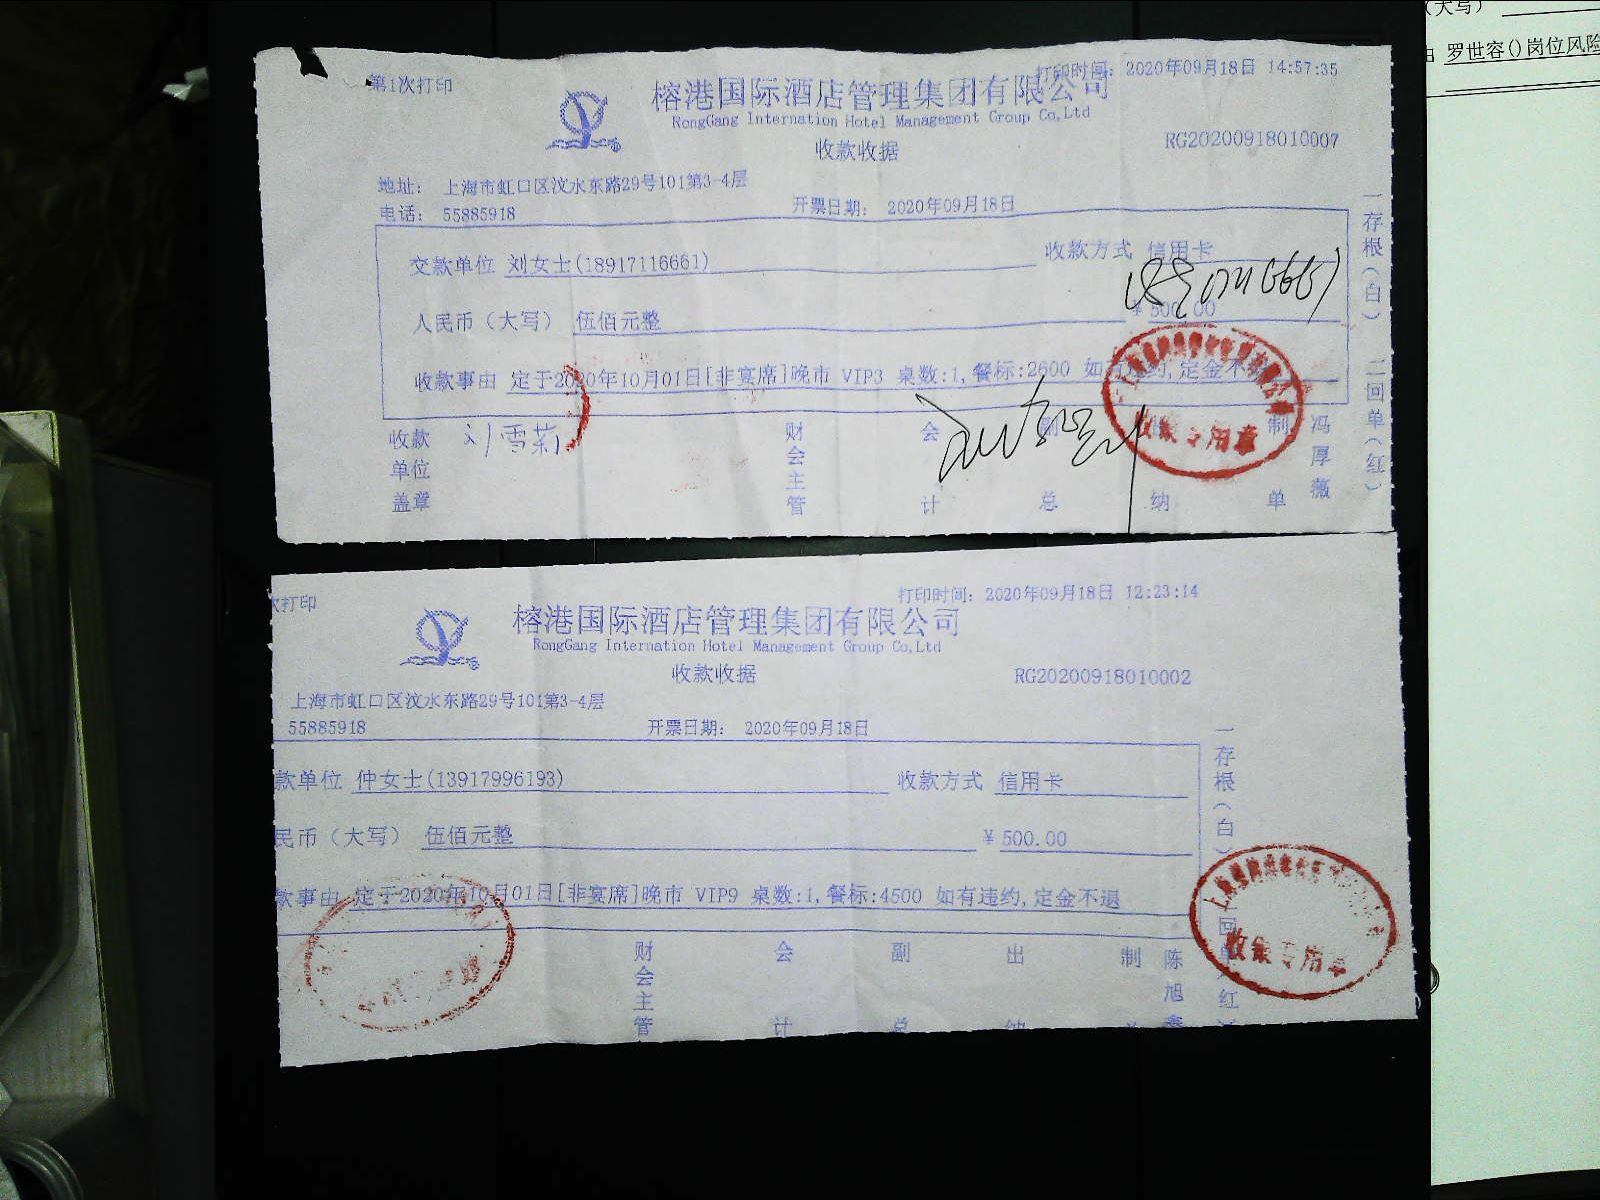 第1次打印
打印时间: 2020年09月18日 14:57:35
榕港国际酒店管理集团有限公司
RongGang Internation Hotel Management Group Co,Ltd
收款收据
RG20200918010007
地址: 上海市虹口区汶水东路29号101第3-4层
电话: 55885918
开票日期: 2020年09月18日
交款单位 刘女士(18917116661)
收款方式 信用卡
人民币（大写） 伍佰元整
¥500.00
收款事由 定于2020年10月01日[非宴席]晚市 VIP3 桌数:1,餐标:2600 如有违约,定金不
收款单位盖章 刘雪莉
财会主管 会计 副总 出纳 制单 冯厚薇
一存根(白) 二回单(红)
收银专用章
次打印
打印时间: 2020年09月18日 12:23:14
榕港国际酒店管理集团有限公司
RongGang Internation Hotel Management Group Co,Ltd
收款收据
RG20200918010002
上海市虹口区汶水东路29号101第3-4层
55885918
开票日期: 2020年09月18日
款单位 仲女士(13917996193)
收款方式 信用卡
民币（大写） 伍佰元整
¥500.00
款事由 定于2020年10月01日[非宴席]晚市 VIP9 桌数:1,餐标:4500 如有违约,定金不退
财会主管 会计 副总 出纳 制 陈旭鑫
一存根(白) 回单(红
收银专用章
(大写)
由 罗世容()岗位风险